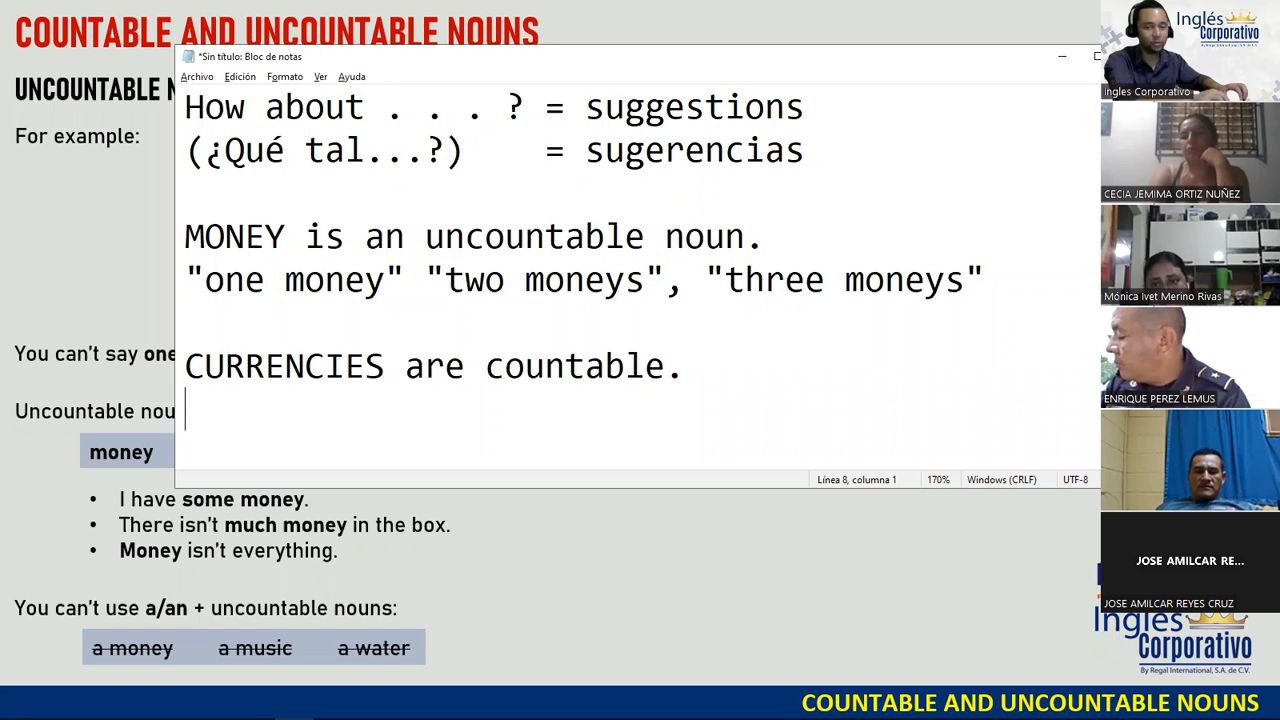 COUNTABLE AND UNCOUNTABLE NOUNS
UNCOUNTABLE
For example:
You can't say one
Uncountable nou
money
• I have some money.
• There isn't much money in the box.
• Money isn't everything.
You can't use a/an + uncountable nouns:
a money a music a water
*Sin título: Bloc de notas
Archivo Edición Formato Ver Ayuda
How about . . . ? = suggestions
(¿Qué tal...?) = sugerencias
MONEY is an uncountable noun.
"one money" "two moneys", "three moneys"
CURRENCIES are countable.
Línea 8, columna 1 170% Windows (CRLF) UTF-8
Inglés Corporativo
By Regal International, S.A. de C.V.
Ingles Corporativo
CECIA JEMIMA ORTIZ NUÑEZ
Mónica Ivet Merino Rivas
ENRIQUE PEREZ LEMUS
JOSE AMILCAR RE...
JOSE AMILCAR REYES CRUZ
Inglés
Corporativo
By Regal International, S.A. de C.V.
COUNTABLE AND UNCOUNTABLE NOUNS